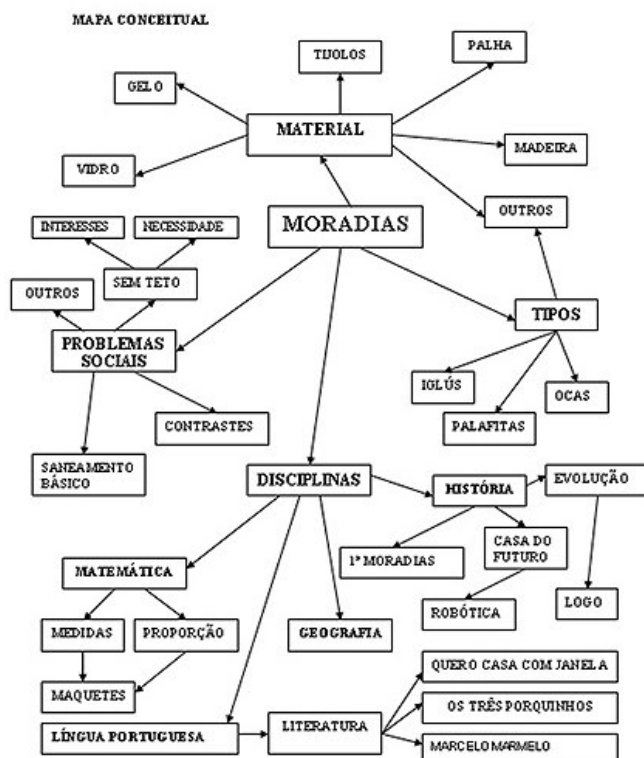 MAPA CONCEITUAL
TIJOLOS
PALHA
GELO
MATERIAL
MADEIRA
VIDRO
OUTROS
MORADIAS
INTERESSES
NECESSIDADE
SEM TETO
OUTROS
TIPOS
PROBLEMAS
SOCIAIS
IGLÚS
OCAS
PALAFITAS
CONTRASTES
SANEAMENTO
BÁSICO
DISCIPLINAS
HISTÓRIA
EVOLUÇÃO
1ª MORADIAS
CASA DO
FUTURO
MATEMÁTICA
ROBÓTICA
LOGO
MEDIDAS
PROPORÇÃO
GEOGRAFIA
QUERO CASA COM JANELA
MAQUETES
OS TRÊS PORQUINHOS
LITERATURA
LÍNGUA PORTUGUESA
MARCELO MARMELO